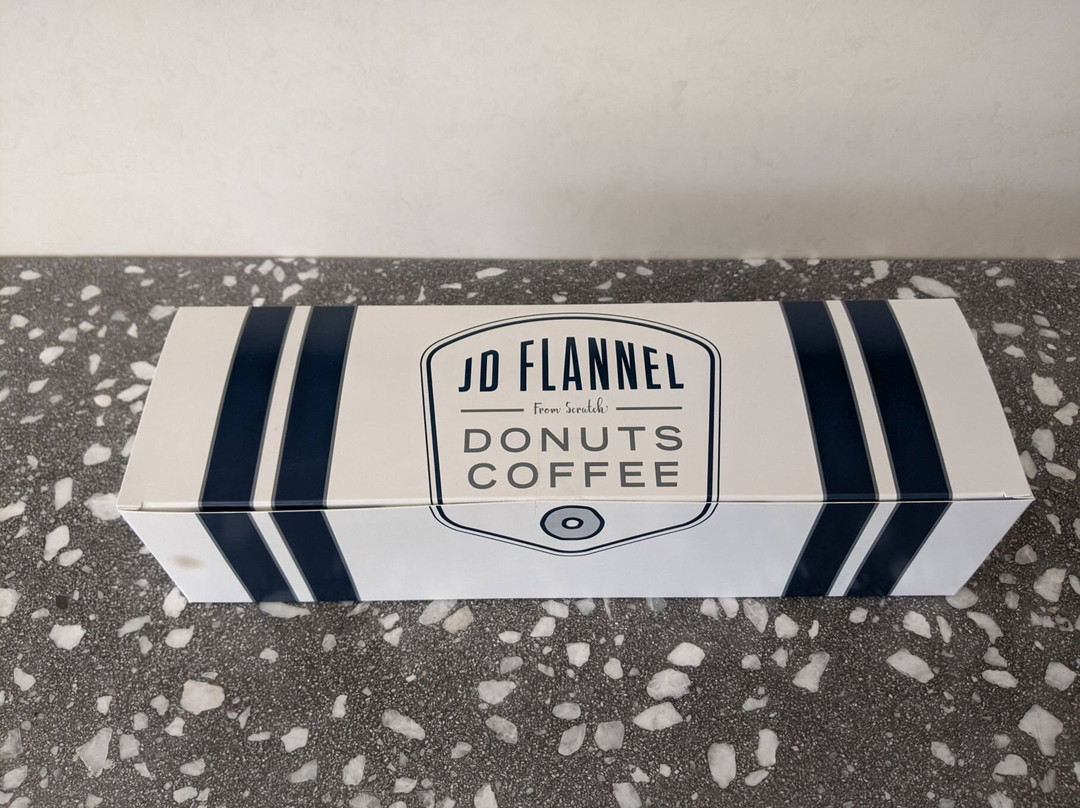 JD FLANNEL
From Scratch
DONUTS
COFFEE